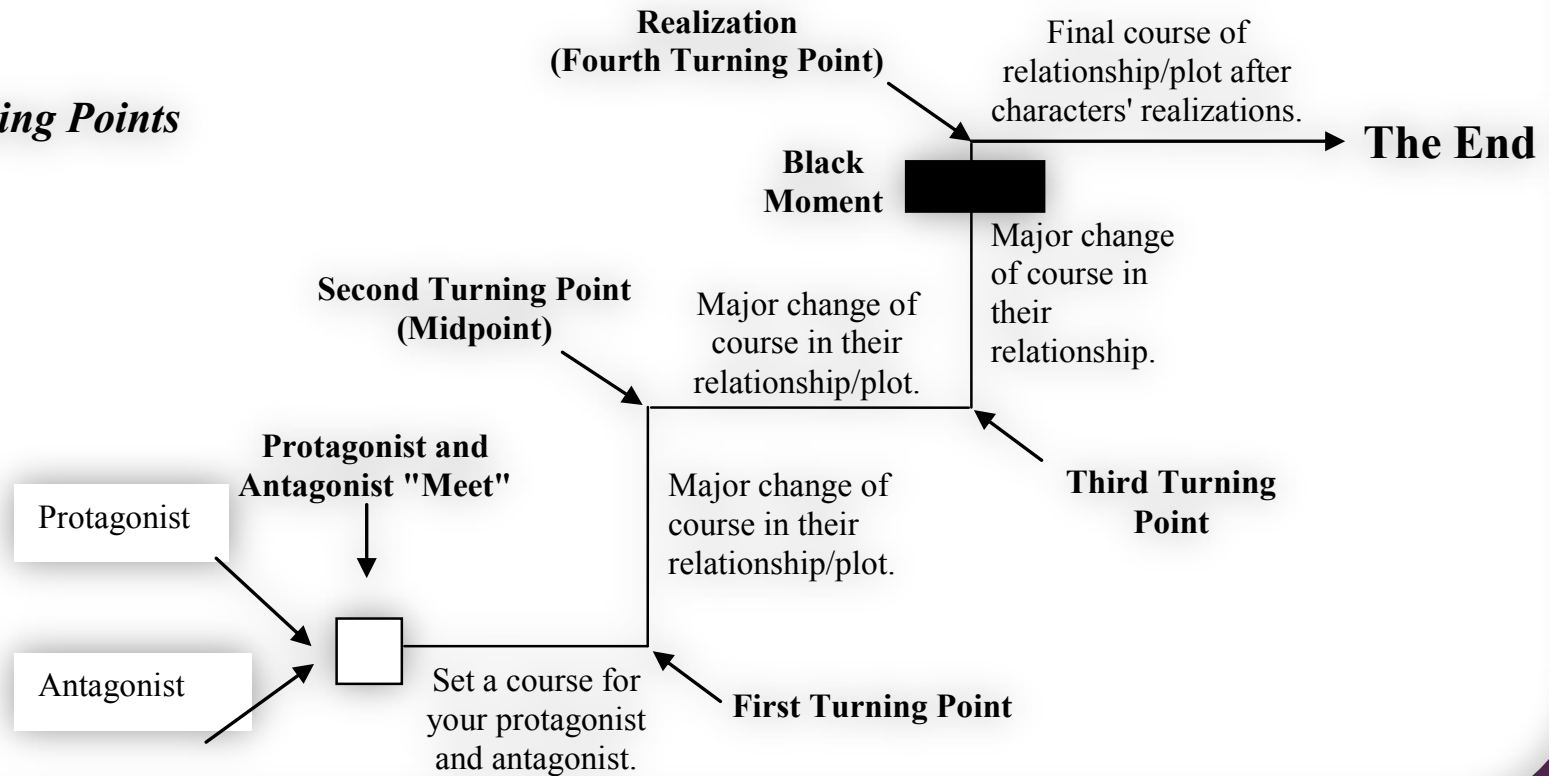 ing Points
Realization
(Fourth Turning Point)
Final course of
relationship/plot after
characters' realizations.
The End
Black
Moment
Major change
of course in
their
relationship.
Second Turning Point
(Midpoint)
Major change of
course in their
relationship/plot.
Protagonist and
Antagonist "Meet"
Major change of
course in their
relationship/plot.
Third Turning
Point
Protagonist
Antagonist
Set a course for
your protagonist
and antagonist.
First Turning Point